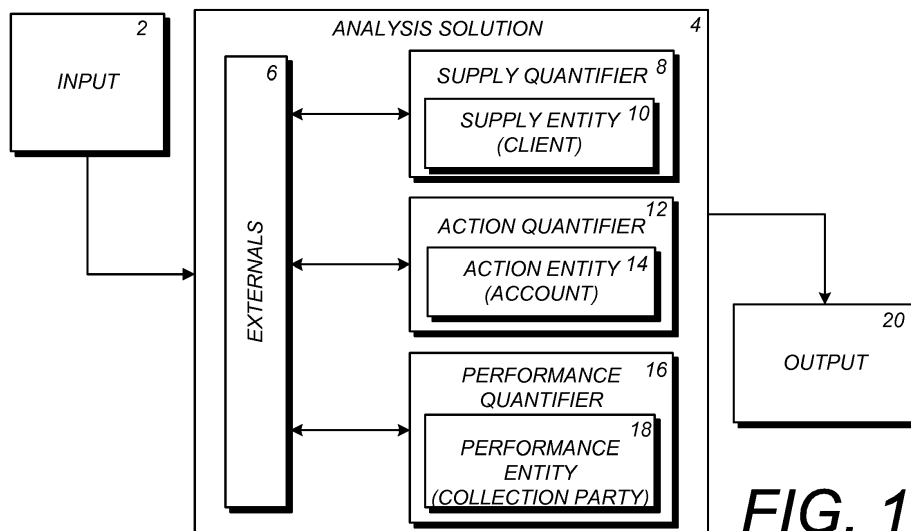 2
INPUT
ANALYSIS SOLUTION
4
6
EXTERNALS
SUPPLY QUANTIFIER
8
SUPPLY ENTITY
10
(CLIENT)
ACTION QUANTIFIER
12
ACTION ENTITY
14
(ACCOUNT)
PERFORMANCE
16
QUANTIFIER
18
PERFORMANCE
ENTITY
(COLLECTION PARTY)
20
OUTPUT
FIG. 1